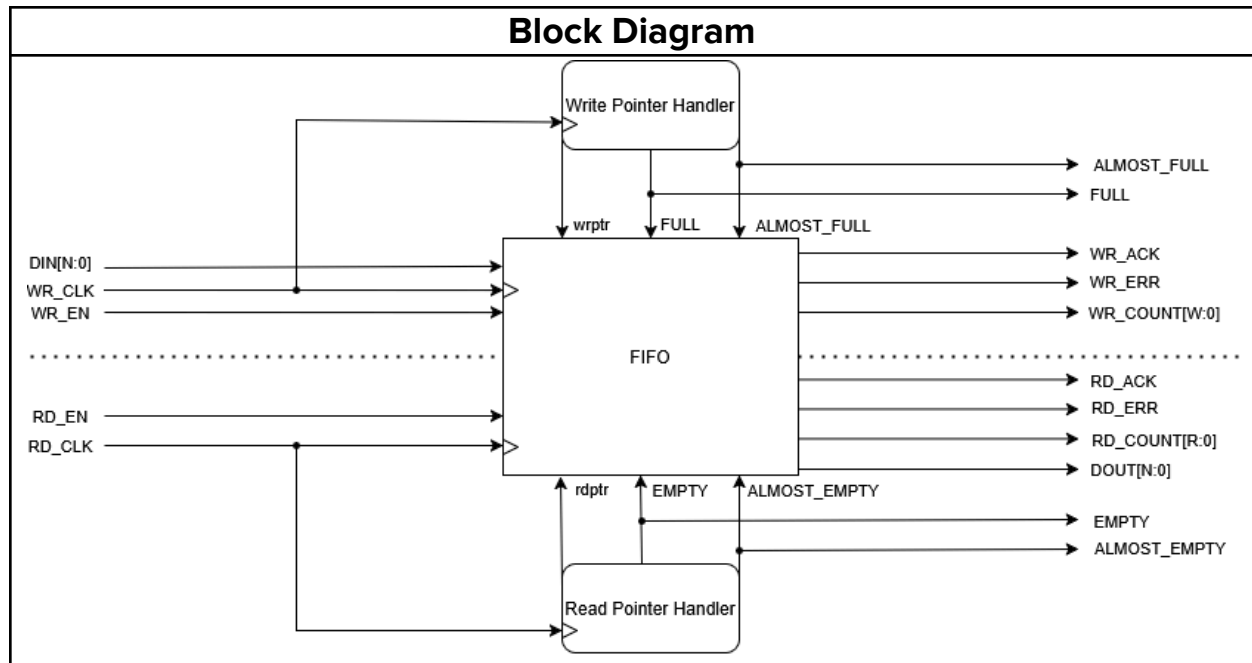 Block Diagram
Write Pointer Handler
ALMOST_FULL
FULL
wrptr FULL ALMOST_FULL
DIN[N:0]
WR_CLK
WR_EN
WR_ACK
WR_ERR
WR_COUNT[W:0]
FIFO
RD_EN
RD_CLK
RD_ACK
RD_ERR
RD_COUNT[R:0]
DOUT[N:0]
rdptr EMPTY ALMOST_EMPTY
EMPTY
ALMOST_EMPTY
Read Pointer Handler